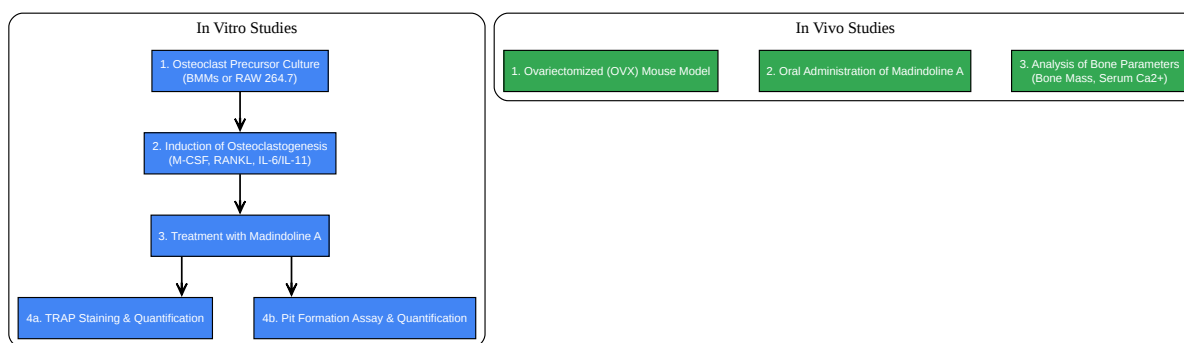 In Vitro Studies
1. Osteoclast Precursor Culture
(BMMs or RAW 264.7)
2. Induction of Osteoclastogenesis
(M-CSF, RANKL, IL-6/IL-11)
3. Treatment with Madindoline A
4a. TRAP Staining & Quantification
4b. Pit Formation Assay & Quantification
In Vivo Studies
1. Ovariectomized (OVX) Mouse Model
2. Oral Administration of Madindoline A
3. Analysis of Bone Parameters
(Bone Mass, Serum Ca2+)